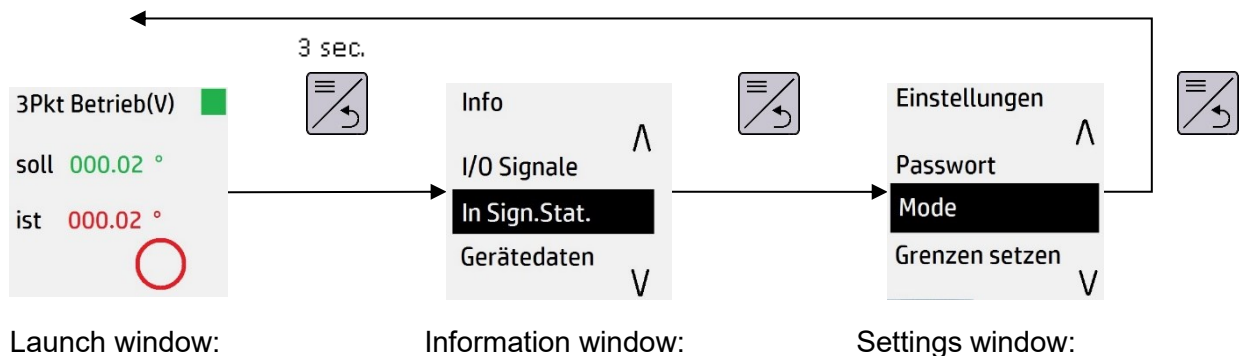 3 sec.
3Pkt Betrieb(V)
soll 000.02 °
ist 000.02 °
Info
I/O Signale
In Sign.Stat.
Gerätedaten
Einstellungen
Passwort
Mode
Grenzen setzen
Launch window:
Information window:
Settings window: